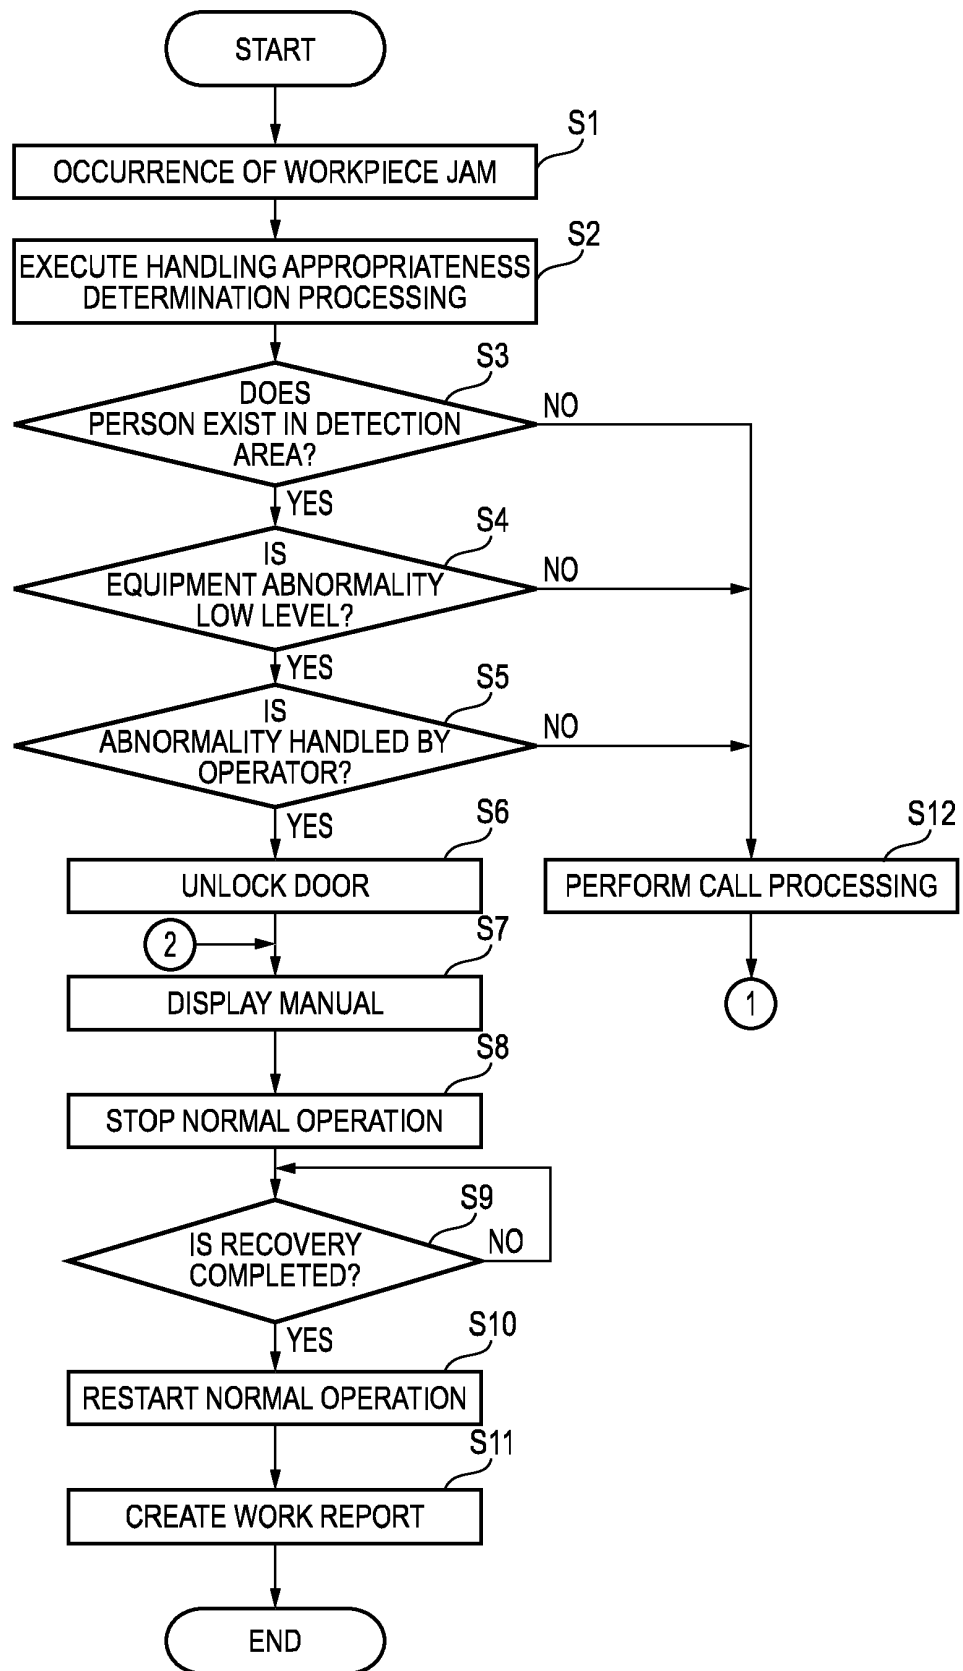 START
S1
OCCURRENCE OF WORKPIECE JAM
S2
EXECUTE HANDLING APPROPRIATENESS
DETERMINATION PROCESSING
S3
DOES
PERSON EXIST IN DETECTION
AREA?
NO
YES
S4
IS
EQUIPMENT ABNORMALITY
LOW LEVEL?
NO
YES
S5
IS
ABNORMALITY HANDLED BY
OPERATOR?
NO
YES
S6
UNLOCK DOOR
S12
PERFORM CALL PROCESSING
2
S7
DISPLAY MANUAL
1
S8
STOP NORMAL OPERATION
S9
IS RECOVERY
COMPLETED?
NO
YES
S10
RESTART NORMAL OPERATION
S11
CREATE WORK REPORT
END